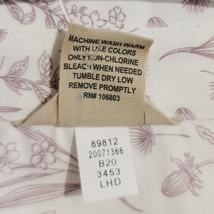 MACHINE WASH WARM
WITH LIKE COLORS
ONLY NON-CHLORINE
BLEACH WHEN NEEDED
TUMBLE DRY LOW
REMOVE PROMPTLY
RN# 106803
89812
20071366
B20
3453
LHD